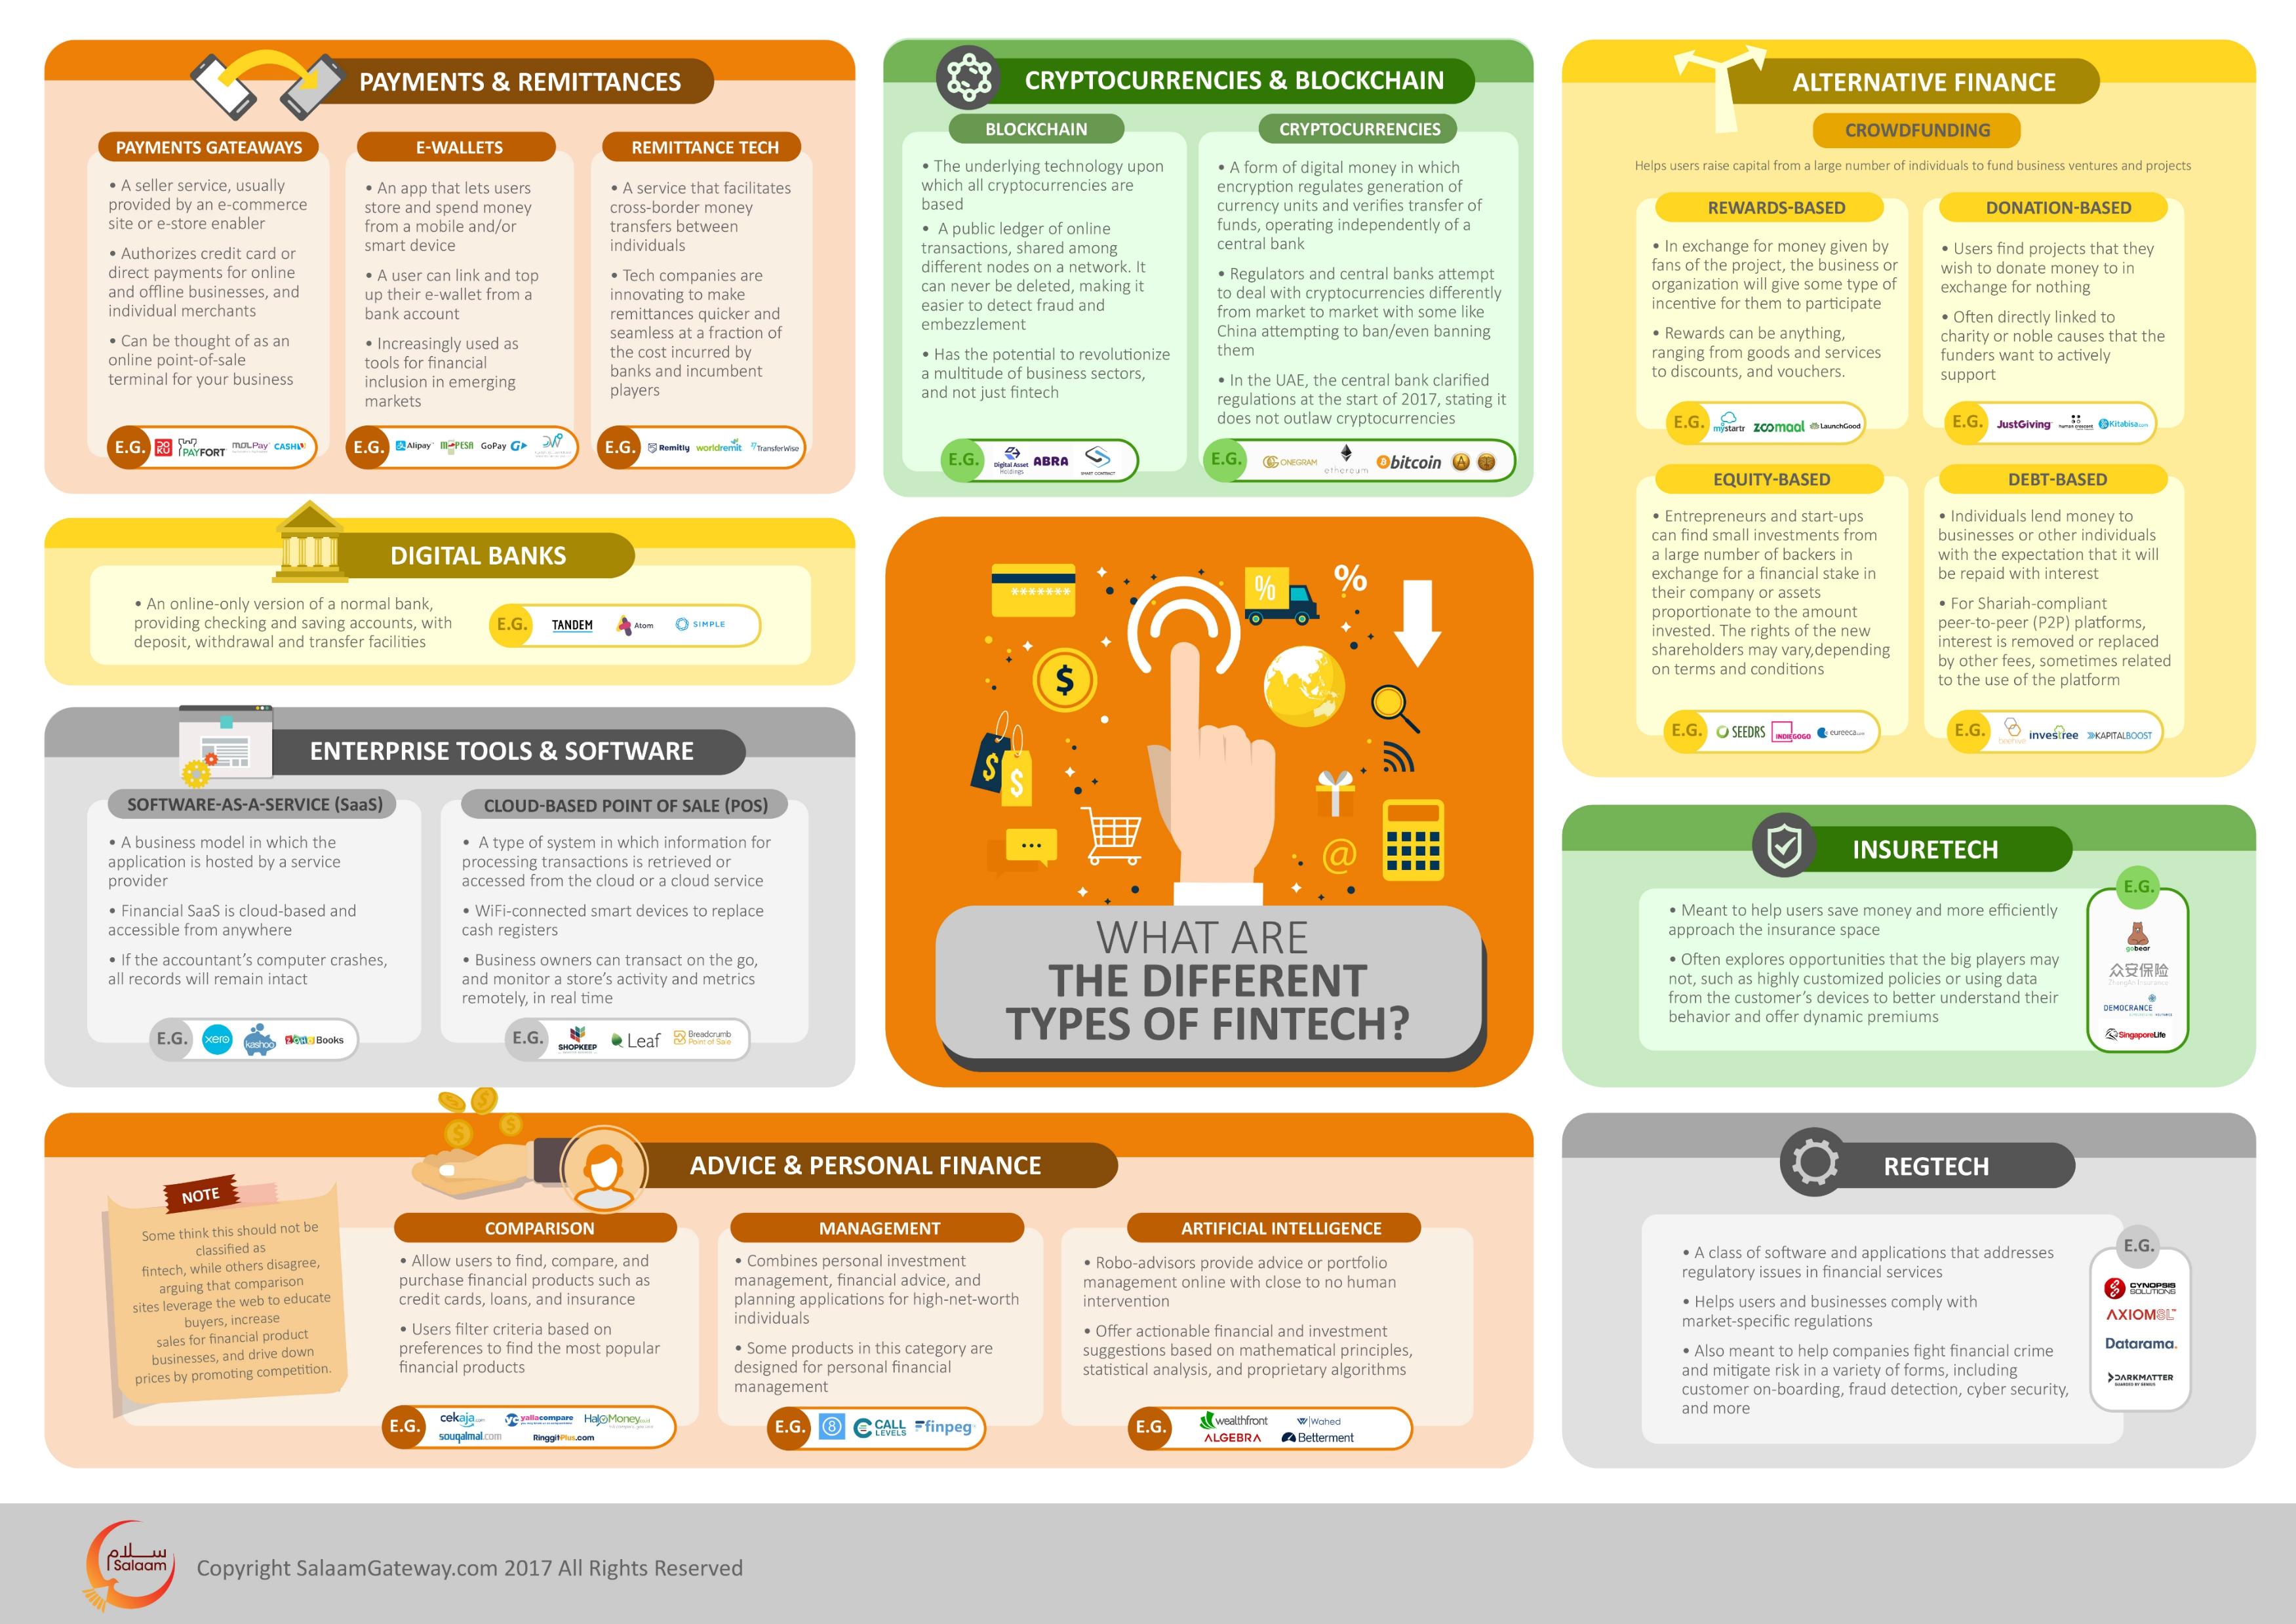 PAYMENTS & REMITTANCES
PAYMENTS GATEAWAYS
• A seller service, usually
provided by an e-commerce
site or e-store enabler
• Authorizes credit card or
direct payments for online
and offline businesses, and
individual merchants
• Can be thought of as an
online point-of-sale
terminal for your business
E.G.
PAYFORT
MOLPay
CASHU
E-WALLETS
• An app that lets users
store and spend money
from a mobile and/or
smart device
• A user can link and top
up their e-wallet from a
bank account
• Increasingly used as
tools for financial
inclusion in emerging
markets
E.G.
Alipay
M-PESA
GoPay
REMITTANCE TECH
• A service that facilitates
cross-border money
transfers between
individuals
• Tech companies are
innovating to make
remittances quicker and
seamless at a fraction of
the cost incurred by
banks and incumbent
players
E.G.
Remitly
worldremit
TransferWise
CRYPTOCURRENCIES & BLOCKCHAIN
BLOCKCHAIN
• The underlying technology upon
which all cryptocurrencies are
based
• A public ledger of online
transactions, shared among
different nodes on a network. It
can never be deleted, making it
easier to detect fraud and
embezzlement
• Has the potential to revolutionize
a multitude of business sectors,
and not just fintech
E.G.
Digital Asset
Holdings
ABRA
SMART CONTRACT
CRYPTOCURRENCIES
• A form of digital money in which
encryption regulates generation of
currency units and verifies transfer of
funds, operating independently of a
central bank
• Regulators and central banks attempt
to deal with cryptocurrencies differently
from market to market with some like
China attempting to ban/even banning
them
• In the UAE, the central bank clarified
regulations at the start of 2017, stating it
does not outlaw cryptocurrencies
E.G.
ONEGRAM
ethereum
bitcoin
ALTERNATIVE FINANCE
CROWDFUNDING
Helps users raise capital from a large number of individuals to fund business ventures and projects
REWARDS-BASED
• In exchange for money given by
fans of the project, the business or
organization will give some type of
incentive for them to participate
• Rewards can be anything,
ranging from goods and services
to discounts, and vouchers.
E.G.
mystartr
zoomaal
LaunchGood
DONATION-BASED
• Users find projects that they
wish to donate money to in
exchange for nothing
• Often directly linked to
charity or noble causes that the
funders want to actively
support
E.G.
JustGiving
human crescent
Kitabisa.com
EQUITY-BASED
• Entrepreneurs and start-ups
can find small investments from
a large number of backers in
exchange for a financial stake in
their company or assets
proportionate to the amount
invested. The rights of the new
shareholders may vary,depending
on terms and conditions
E.G.
SEEDRS
INDIEGOGO
eureeca.com
DEBT-BASED
• Individuals lend money to
businesses or other individuals
with the expectation that it will
be repaid with interest
• For Shariah-compliant
peer-to-peer (P2P) platforms,
interest is removed or replaced
by other fees, sometimes related
to the use of the platform
E.G.
beehive
investree
KAPITALBOOST
DIGITAL BANKS
• An online-only version of a normal bank,
providing checking and saving accounts, with
deposit, withdrawal and transfer facilities
E.G.
TANDEM
Atom
SIMPLE
ENTERPRISE TOOLS & SOFTWARE
SOFTWARE-AS-A-SERVICE (SaaS)
• A business model in which the
application is hosted by a service
provider
• Financial SaaS is cloud-based and
accessible from anywhere
• If the accountant's computer crashes,
all records will remain intact
E.G.
xero
kashoo
ZOHO Books
CLOUD-BASED POINT OF SALE (POS)
• A type of system in which information for
processing transactions is retrieved or
accessed from the cloud or a cloud service
• WiFi-connected smart devices to replace
cash registers
• Business owners can transact on the go,
and monitor a store's activity and metrics
remotely, in real time
E.G.
SHOPKEEP
Leaf
Breadcrumb
Point of Sale
%
%
*******
$
$
$
@
WHAT ARE
THE DIFFERENT
TYPES OF FINTECH?
INSURETECH
• Meant to help users save money and more efficiently
approach the insurance space
• Often explores opportunities that the big players may
not, such as highly customized policies or using data
from the customer's devices to better understand their
behavior and offer dynamic premiums
E.G.
gobear
众安保险
ZhongAn Insurance
DEMOCRANCE
SingaporeLife
ADVICE & PERSONAL FINANCE
NOTE
Some think this should not be
classified as
fintech, while others disagree,
arguing that comparison
sites leverage the web to educate
buyers, increase
sales for financial product
businesses, and drive down
prices by promoting competition.
COMPARISON
• Allow users to find, compare, and
purchase financial products such as
credit cards, loans, and insurance
• Users filter criteria based on
preferences to find the most popular
financial products
E.G.
cekaja.com
yallacompare
HaloMoney
souqalmal.com
RinggitPlus.com
MANAGEMENT
• Combines personal investment
management, financial advice, and
planning applications for high-net-worth
individuals
• Some products in this category are
designed for personal financial
management
E.G.
8
CALL
LEVELS
finpeg
ARTIFICIAL INTELLIGENCE
• Robo-advisors provide advice or portfolio
management online with close to no human
intervention
• Offer actionable financial and investment
suggestions based on mathematical principles,
statistical analysis, and proprietary algorithms
E.G.
wealthfront
Wahed
ALGEBRA
Betterment
REGTECH
• A class of software and applications that addresses
regulatory issues in financial services
• Helps users and businesses comply with
market-specific regulations
• Also meant to help companies fight financial crime
and mitigate risk in a variety of forms, including
customer on-boarding, fraud detection, cyber security,
and more
E.G.
CYNOPSIS
SOLUTIONS
AXIOMSL
Datarama.
DARKMATTER
GUARDED BY GENIUS
سلام
Salaam
Copyright SalaamGateway.com 2017 All Rights Reserved